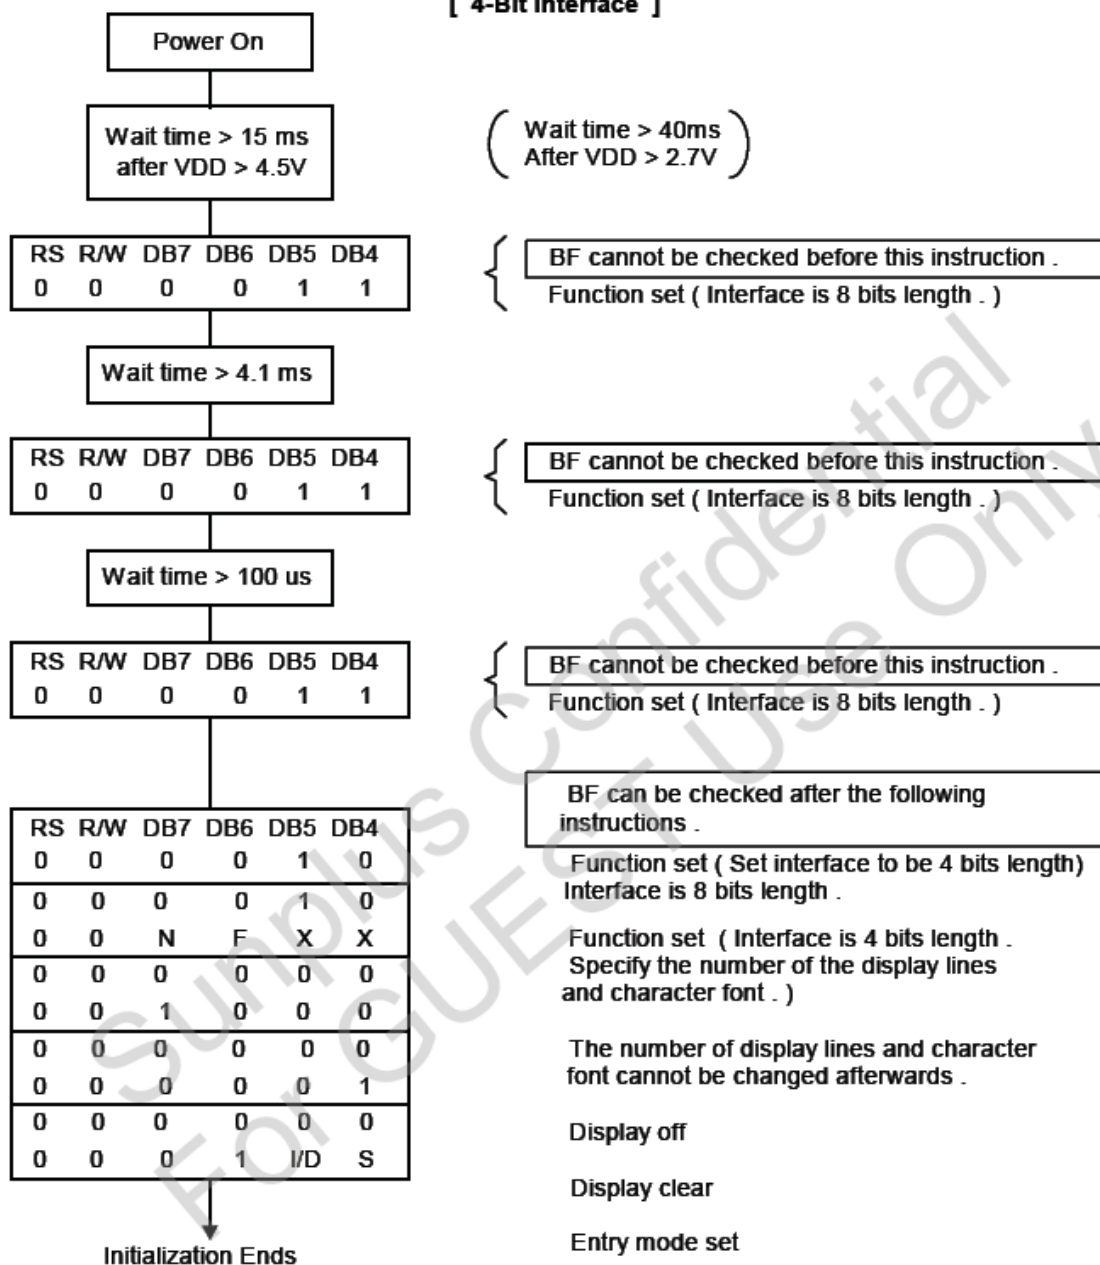 [ 4-Bit Interface ]
Power On
Wait time > 15 ms
after VDD > 4.5V
Wait time > 40ms
After VDD > 2.7V
RS R/W DB7 DB6 DB5 DB4
0 0 0 0 1 1
BF cannot be checked before this instruction .
Function set ( Interface is 8 bits length . )
Wait time > 4.1 ms
RS R/W DB7 DB6 DB5 DB4
0 0 0 0 1 1
BF cannot be checked before this instruction .
Function set ( Interface is 8 bits length . )
Wait time > 100 us
RS R/W DB7 DB6 DB5 DB4
0 0 0 0 1 1
BF cannot be checked before this instruction .
Function set ( Interface is 8 bits length . )
RS R/W DB7 DB6 DB5 DB4
0 0 0 0 1 0
0 0 0 0 1 0
0 0 N F X X
0 0 0 0 0 0
0 0 1 0 0 0
0 0 0 0 0 0
0 0 0 0 0 1
0 0 0 0 0 0
0 0 0 1 I/D S
Initialization Ends
BF can be checked after the following
instructions .
Function set ( Set interface to be 4 bits length)
Interface is 8 bits length .
Function set ( Interface is 4 bits length .
Specify the number of the display lines
and character font . )
The number of display lines and character
font cannot be changed afterwards .
Display off
Display clear
Entry mode set
Sunplus Confidential
For GUEST Use Only